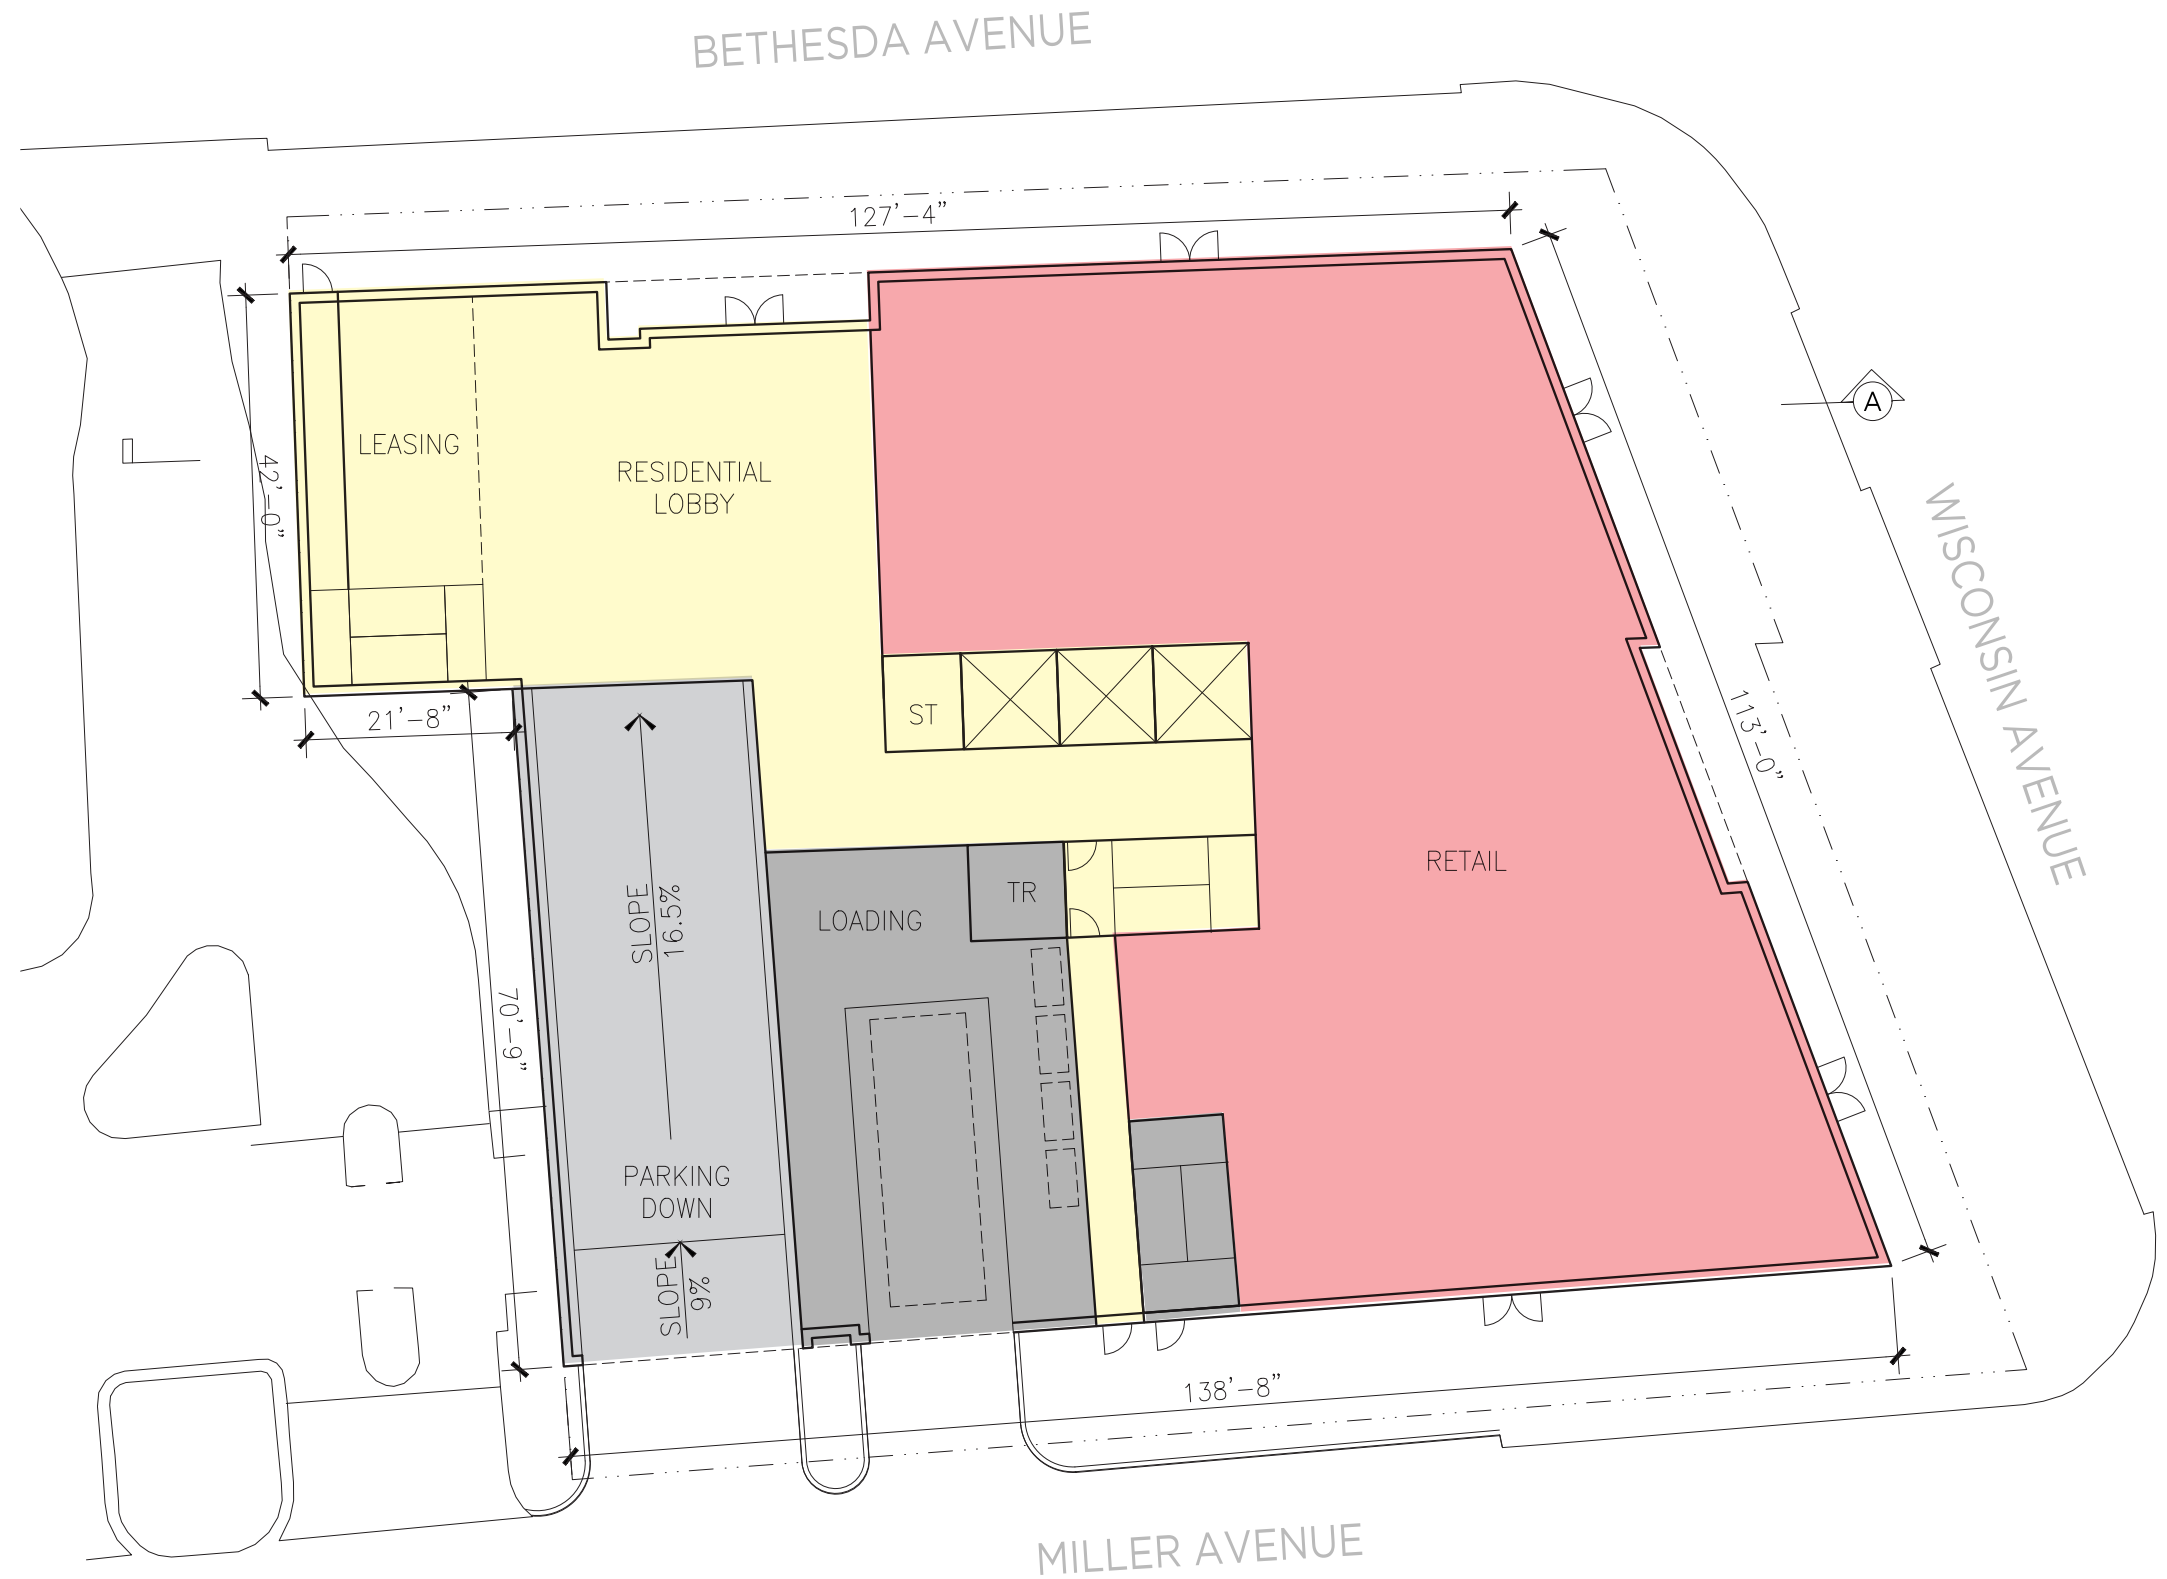 BETHESDA AVENUE
127'-4"
A
LEASING
RESIDENTIAL
LOBBY
42'-0"
WISCONSIN AVENUE
113'-0"
21'-8"
ST
RETAIL
SLOPE
16.5%
LOADING
TR
70'-9"
PARKING
DOWN
SLOPE
9%
138'-8"
MILLER AVENUE